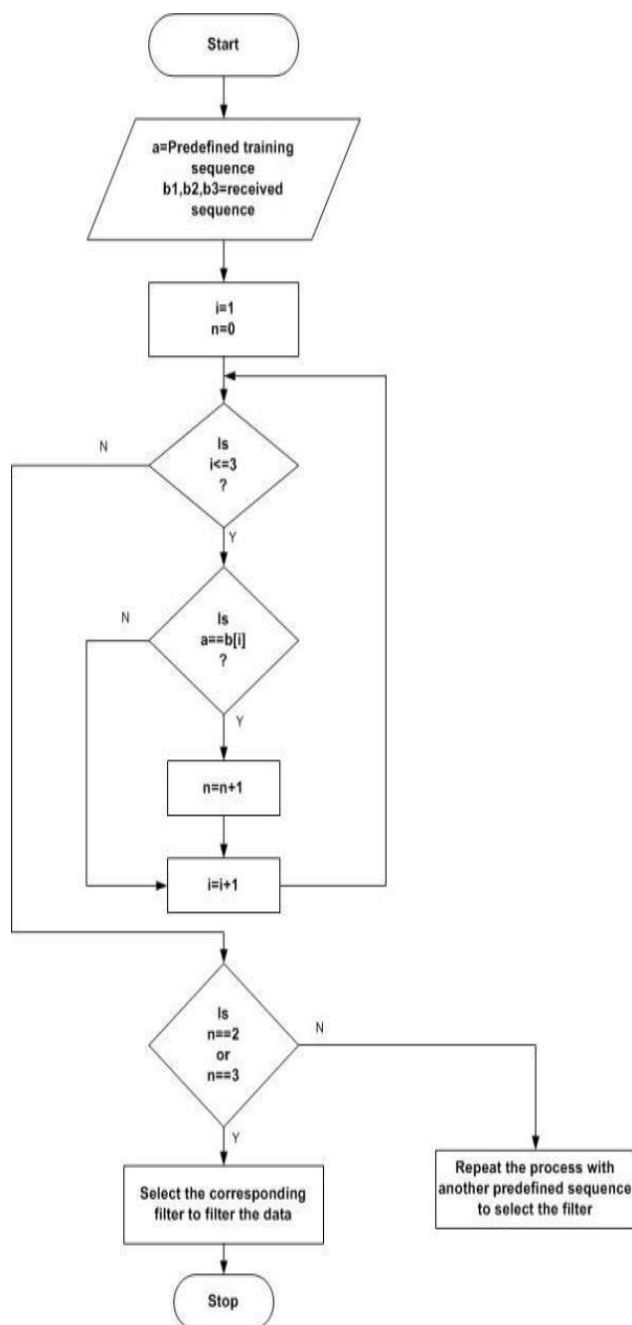 Start
a=Predefined training
sequence
b1,b2,b3=received
sequence
i=1
n=0
Is
i<=3
?
N
Y
Is
a==b[i]
?
N
Y
n=n+1
i=i+1
Is
n==2
or
n==3
N
Y
Select the corresponding
filter to filter the data
Repeat the process with
another predefined sequence
to select the filter
Stop